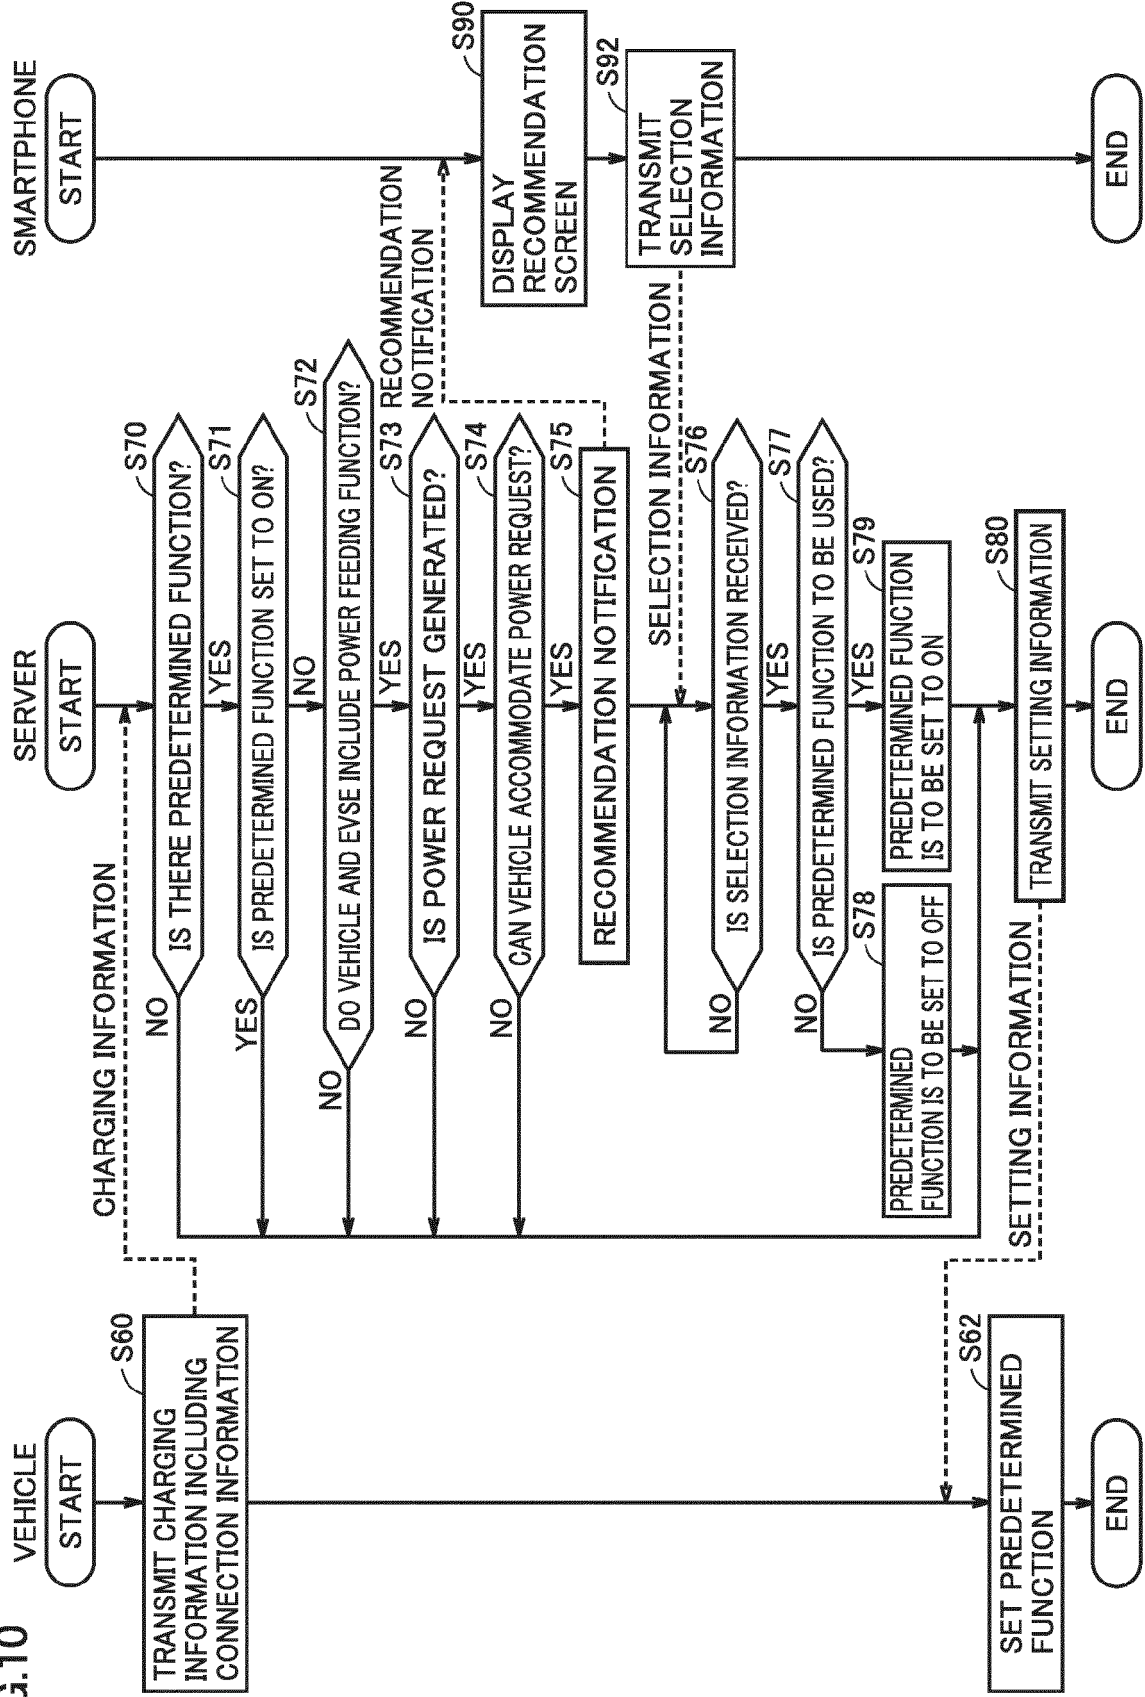 G.10
VEHICLE
START
S60
TRANSMIT CHARGING
INFORMATION INCLUDING
CONNECTION INFORMATION
S62
SET PREDETERMINED
FUNCTION
END
CHARGING INFORMATION
SETTING INFORMATION
SERVER
START
S70
IS THERE PREDETERMINED FUNCTION?
NO
YES
S71
IS PREDETERMINED FUNCTION SET TO ON?
YES
NO
S72
DO VEHICLE AND EVSE INCLUDE POWER FEEDING FUNCTION?
NO
YES
S73
IS POWER REQUEST GENERATED?
NO
YES
S74
CAN VEHICLE ACCOMMODATE POWER REQUEST?
NO
YES
S75
RECOMMENDATION NOTIFICATION
S76
IS SELECTION INFORMATION RECEIVED?
NO
YES
S77
IS PREDETERMINED FUNCTION TO BE USED?
NO
YES
S78
PREDETERMINED
FUNCTION IS TO BE SET TO OFF
S79
PREDETERMINED FUNCTION
IS TO BE SET TO ON
S80
TRANSMIT SETTING INFORMATION
END
RECOMMENDATION
NOTIFICATION
SELECTION INFORMATION
SMARTPHONE
START
S90
DISPLAY
RECOMMENDATION
SCREEN
S92
TRANSMIT
SELECTION
INFORMATION
END